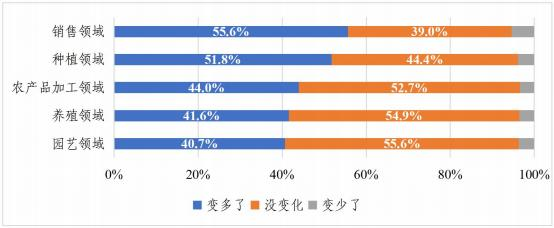 销售领域 55.6% 39.0%
种植领域 51.8% 44.4%
农产品加工领域 44.0% 52.7%
养殖领域 41.6% 54.9%
园艺领域 40.7% 55.6%
0% 20% 40% 60% 80% 100%
变多了 没变化 变少了